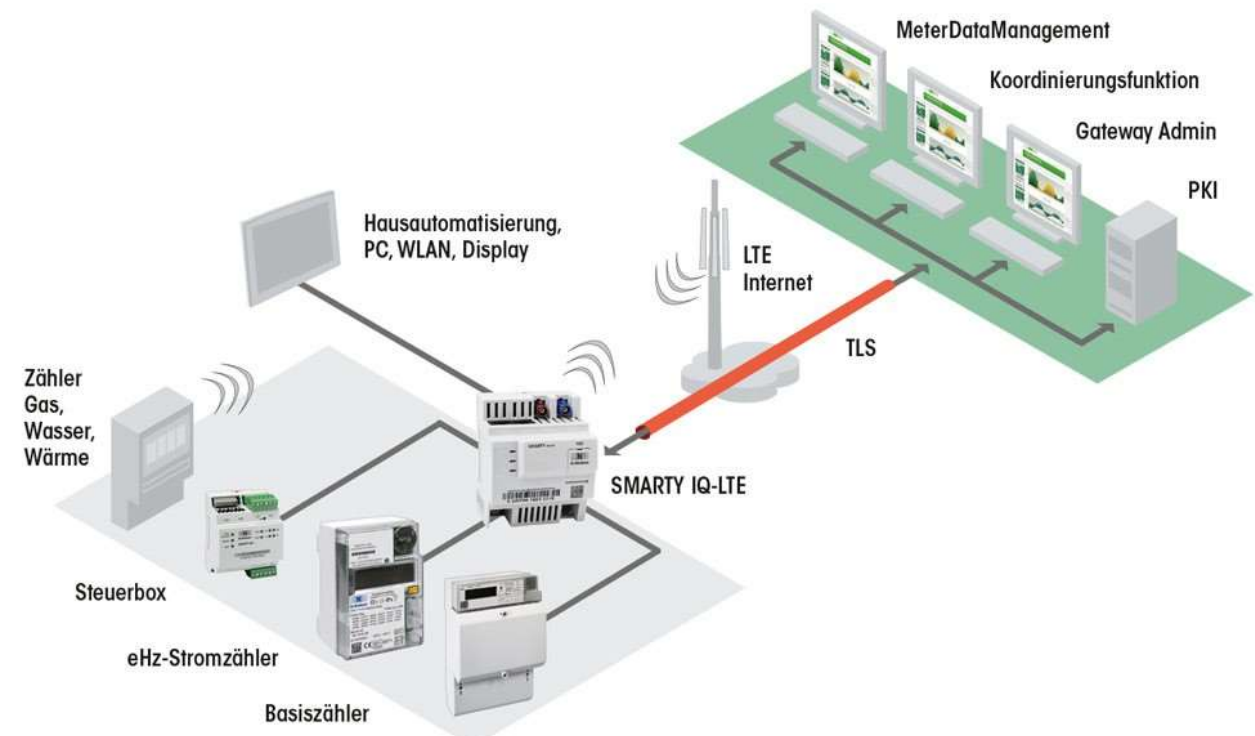 MeterDataManagement
Koordinierungsfunktion
Gateway Admin
PKI
Hausautomatisierung,
PC, WLAN, Display
LTE
Internet
TLS
Zähler
Gas,
Wasser,
Wärme
SMARTY IQ-LTE
Steuerbox
eHz-Stromzähler
Basiszähler